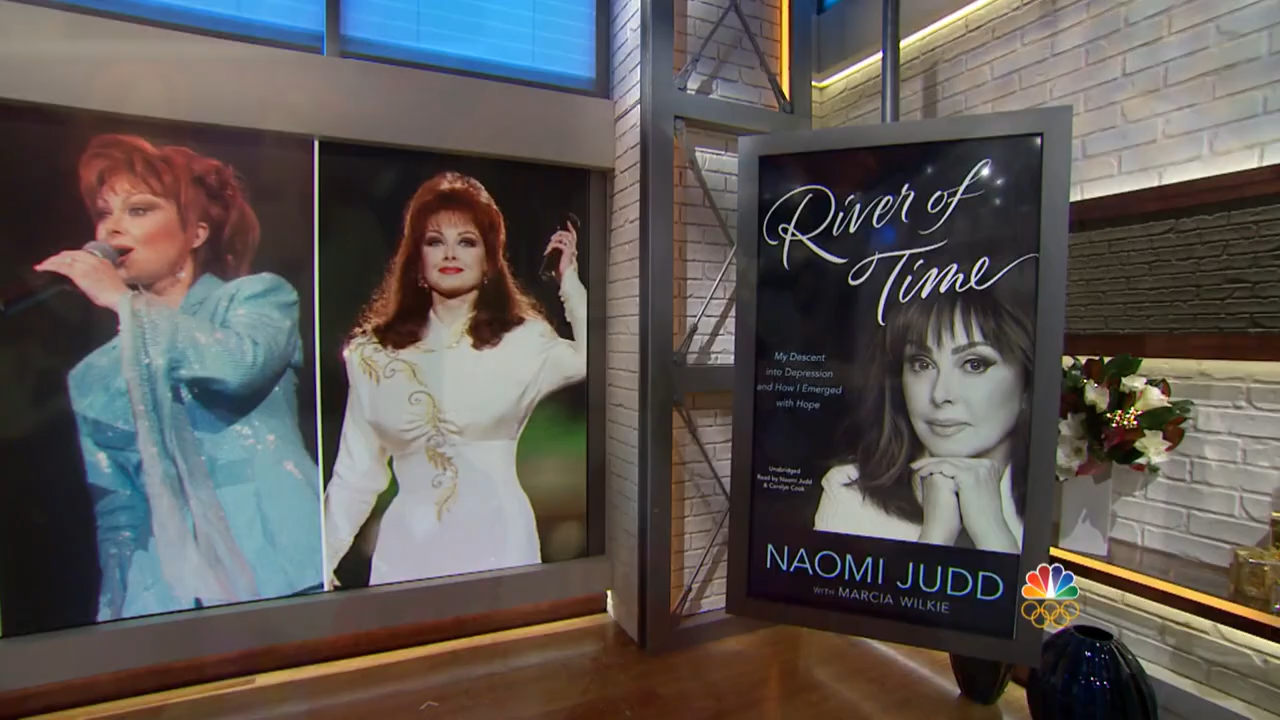 River of
Time
My Descent
into Depression
and How I Emerged
with Hope
Unabridged
Read by Naomi Judd
& Carolyn Cook
NAOMI JUDD
WITH MARCIA WILKIE